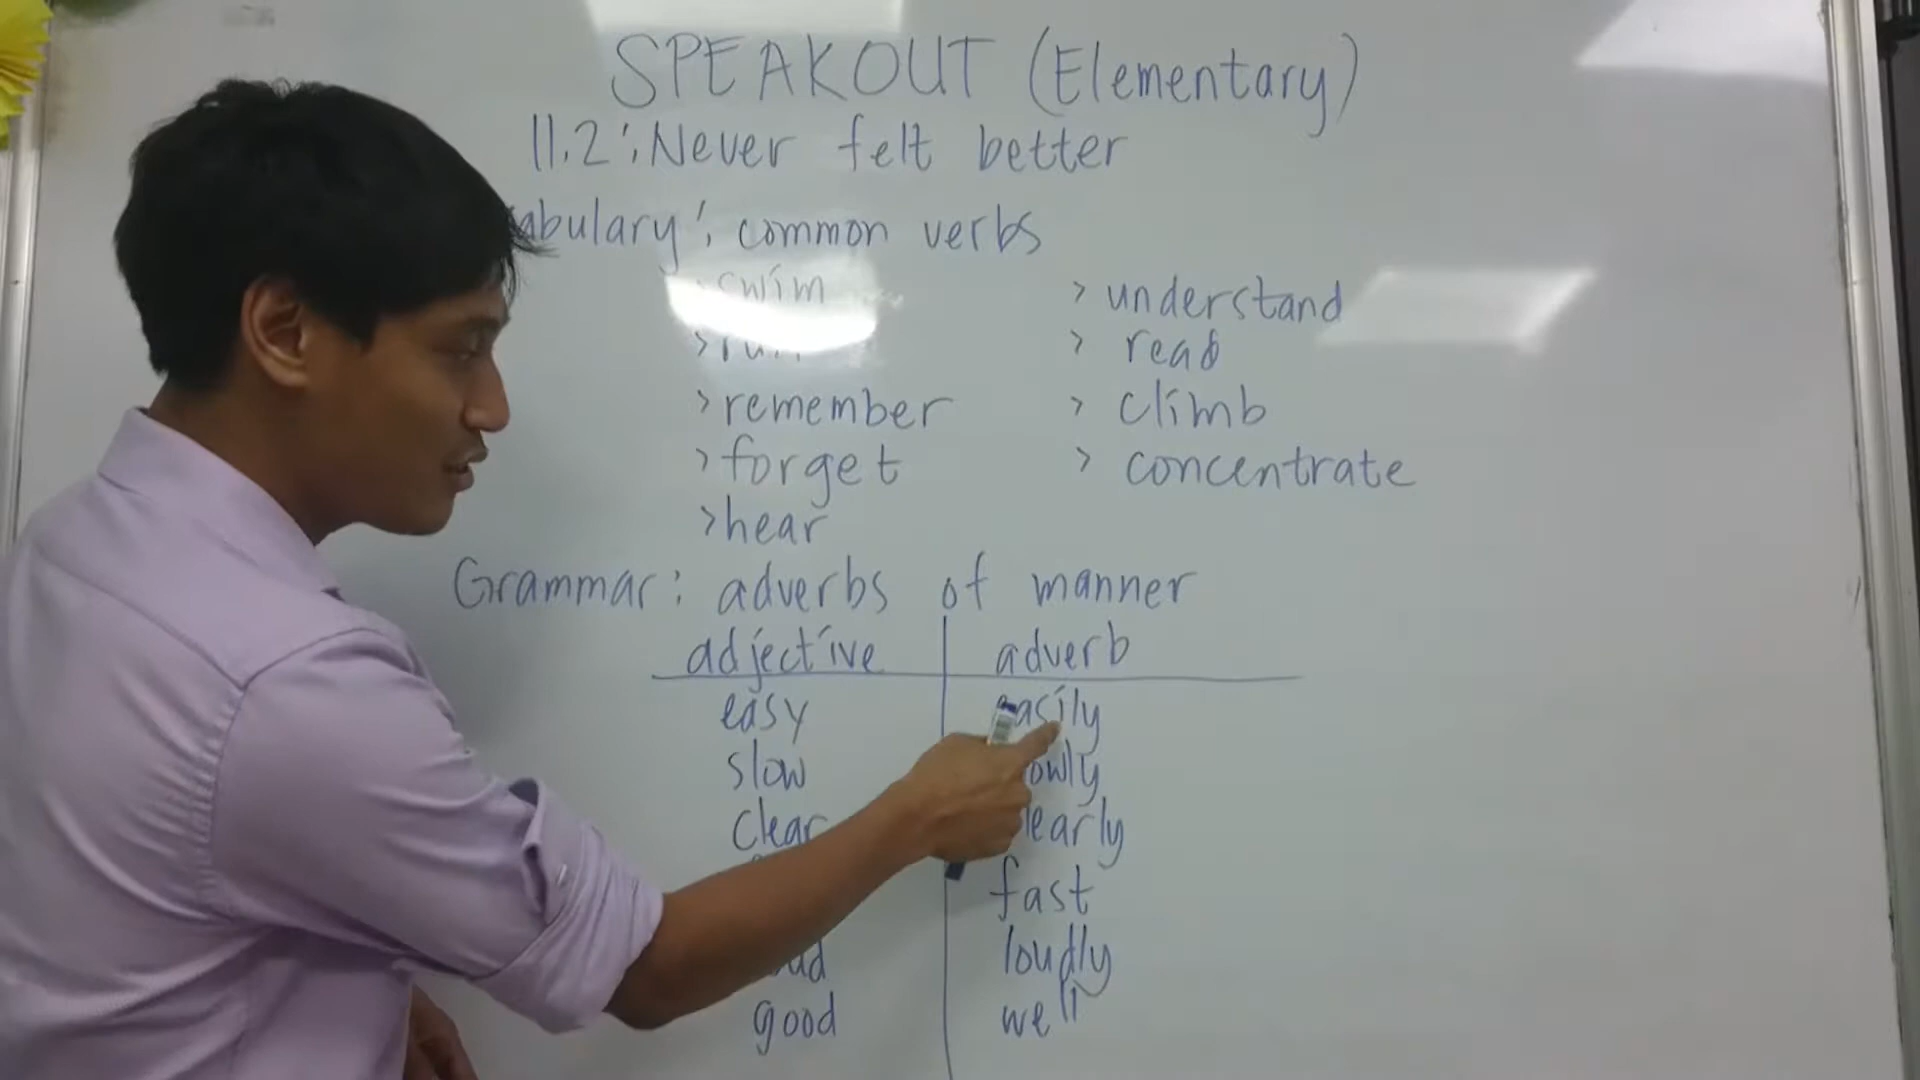 SPEAKOUT (Elementary)
11.2: Never felt better
abulary: common verbs
> swim > understand
> run > read
> remember > climb
> forget > concentrate
> hear
Grammar: adverbs of manner
adjective adverb
easy easily
slow owly
clear learly
fast
loudly
good well